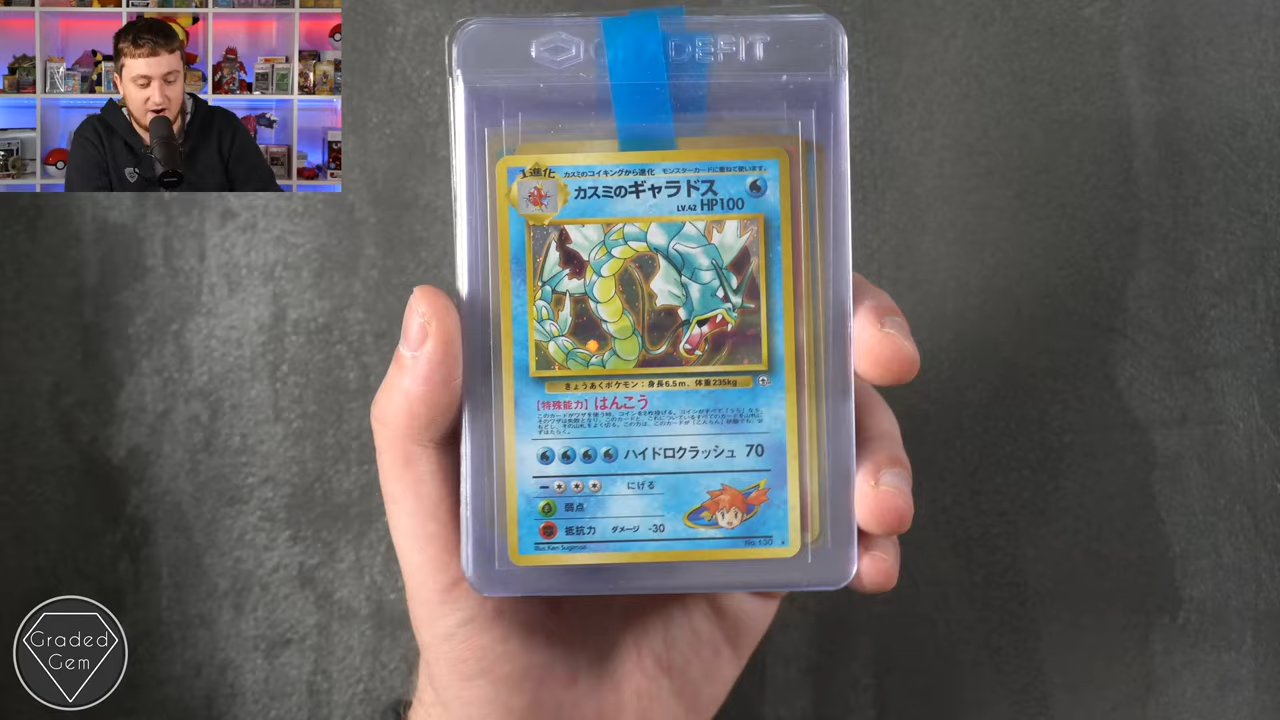 GRADEFIT
1進化
カスミのコイキングから進化 モンスターカードに重ねて使います。
カスミのギャラドス
LV.42 HP100
きょうあくポケモン：身長6.5m、体重235kg
【特殊能力】はんこう
ハイドロクラッシュ 70
にげる
弱点
抵抗力 ダメージ -30
Illus. Ken Sugimori
No.130
Graded
Gem